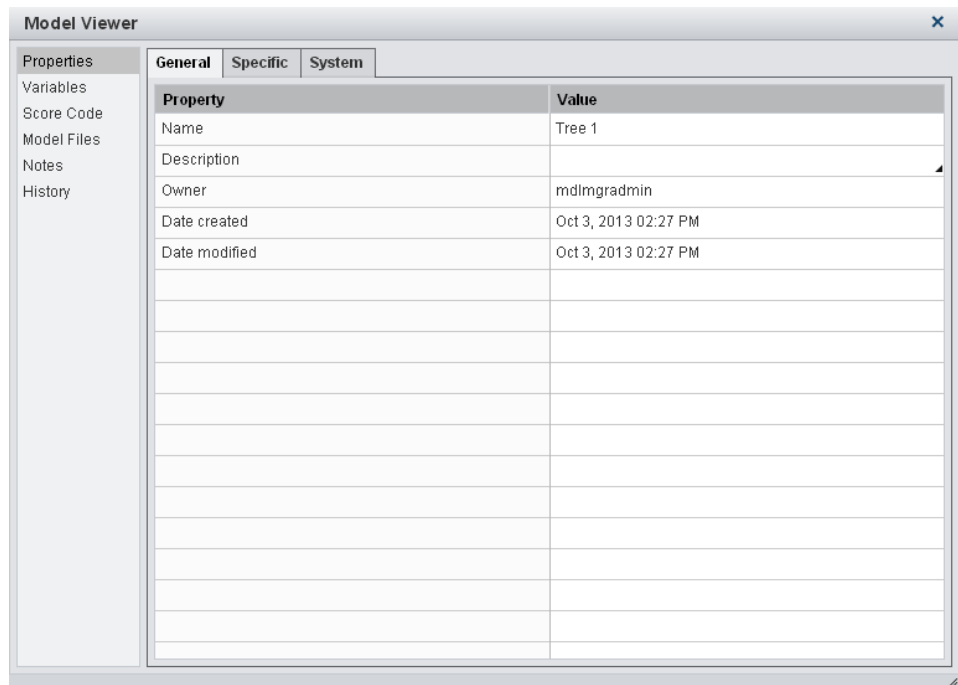 Model Viewer
Properties
Variables
Score Code
Model Files
Notes
History
General Specific System
Property Value
Name Tree 1
Description
Owner mdlmgradmin
Date created Oct 3, 2013 02:27 PM
Date modified Oct 3, 2013 02:27 PM